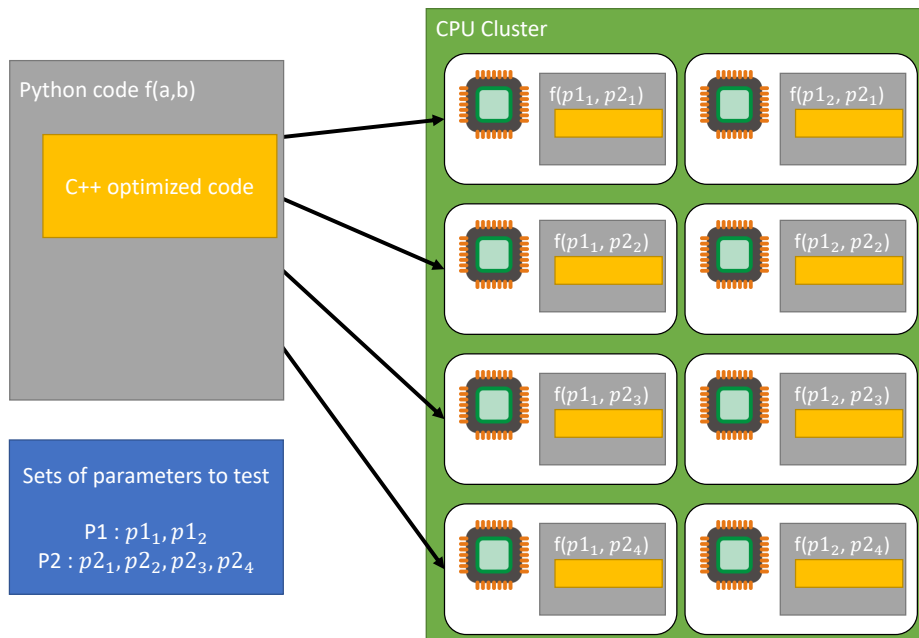 CPU Cluster
Python code f(a,b)
C++ optimized code
f(p1₁, p2₁)
f(p1₂, p2₁)
f(p1₁, p2₂)
f(p1₂, p2₂)
f(p1₁, p2₃)
f(p1₂, p2₃)
f(p1₁, p2₄)
f(p1₂, p2₄)
Sets of parameters to test
P1 : p1₁, p1₂
P2 : p2₁, p2₂, p2₃, p2₄